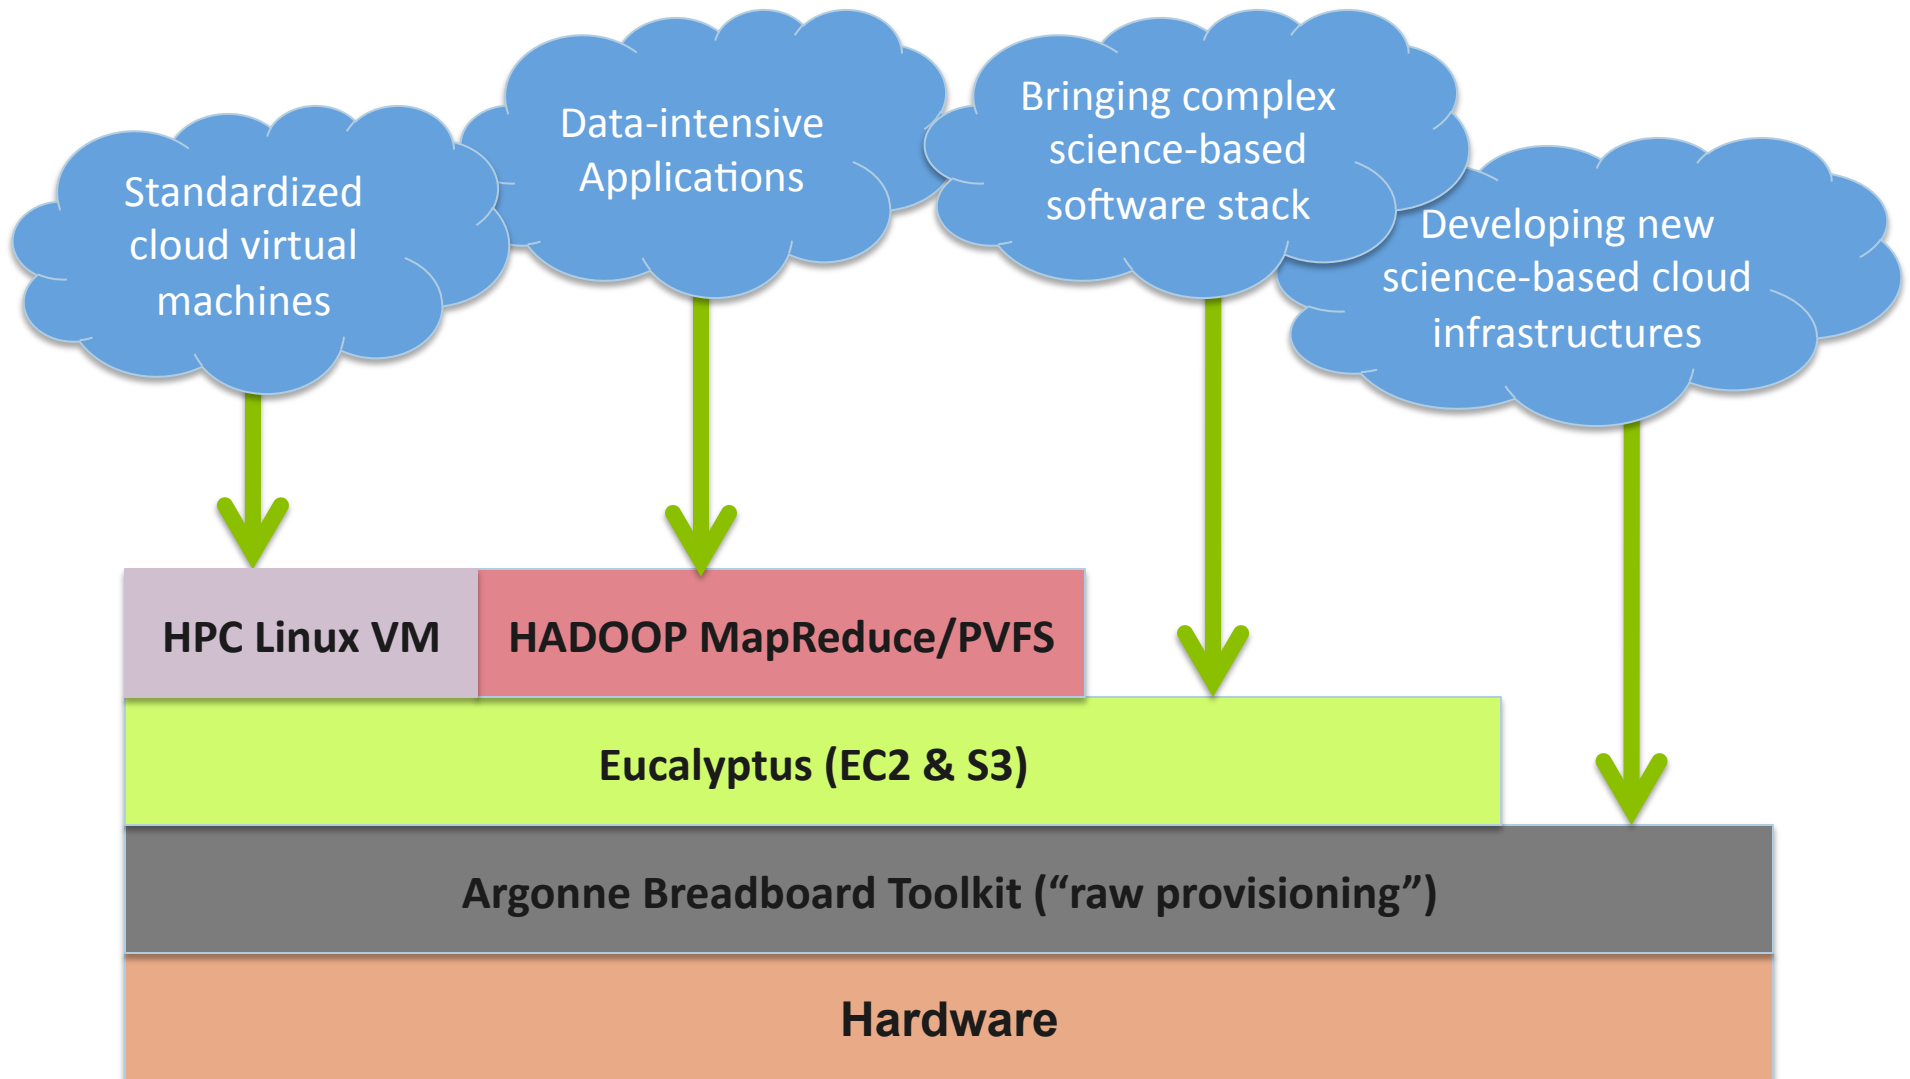 Standardized
cloud virtual
machines
Data-intensive
Applications
Bringing complex
science-based
software stack
Developing new
science-based cloud
infrastructures
HPC Linux VM
HADOOP MapReduce/PVFS
Eucalyptus (EC2 & S3)
Argonne Breadboard Toolkit (“raw provisioning”)
Hardware